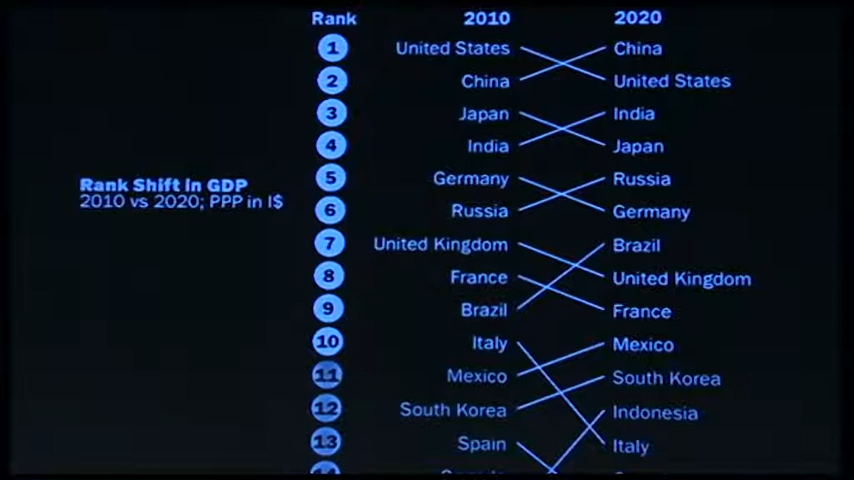 Rank 2010 2020
1 United States China
2 China United States
3 Japan India
4 India Japan
5 Germany Russia
Rank Shift in GDP
2010 vs 2020; PPP in I$
6 Russia Germany
7 United Kingdom Brazil
8 France United Kingdom
9 Brazil France
10 Italy Mexico
11 Mexico South Korea
12 South Korea Indonesia
13 Spain Italy